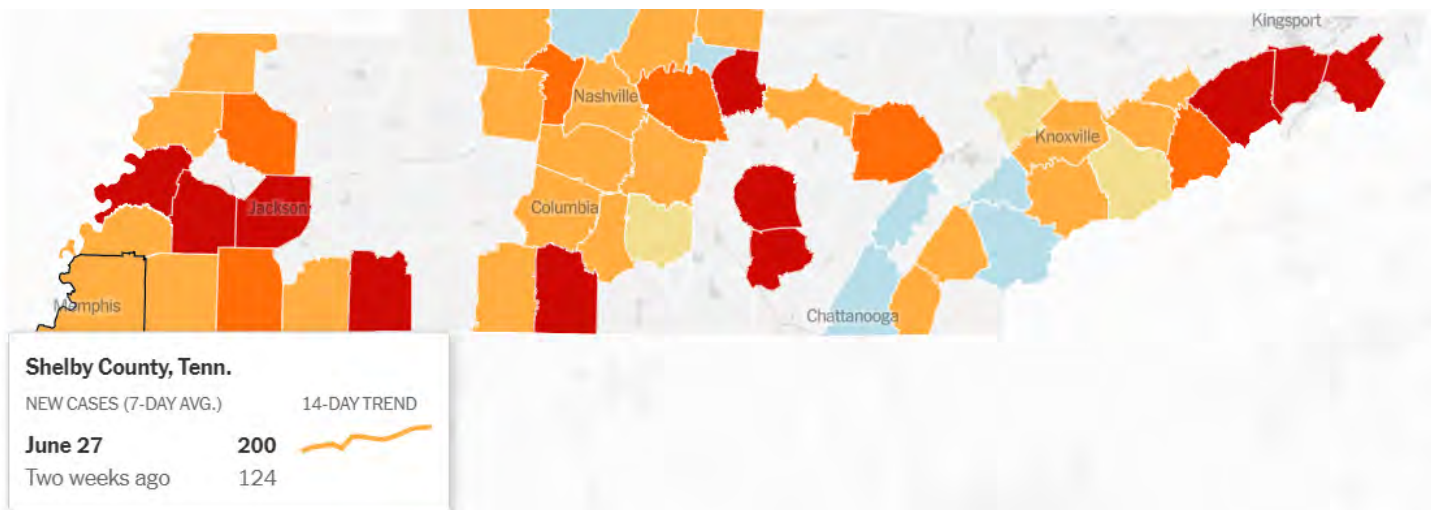 Kingsport
Nashville
Knoxville
Jackson
Columbia
Memphis
Chattanooga
Shelby County, Tenn.
NEW CASES (7-DAY AVG.) 14-DAY TREND
June 27 200
Two weeks ago 124